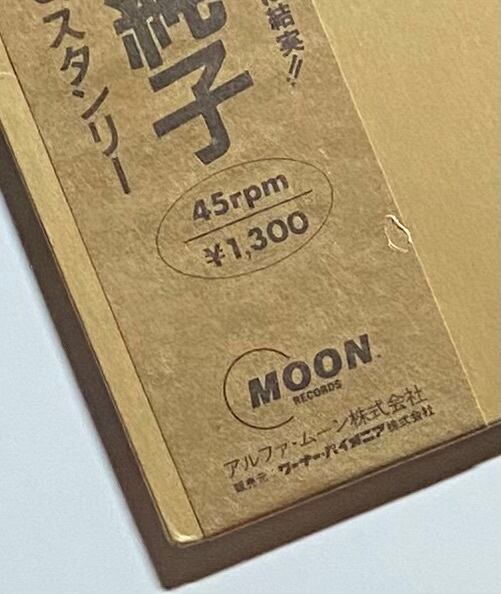 結実!!
純子
スタンリー
45rpm
¥1,300
MOON
RECORDS
アルファ・ムーン株式会社
販売元:ワーナー・パイオニア株式会社